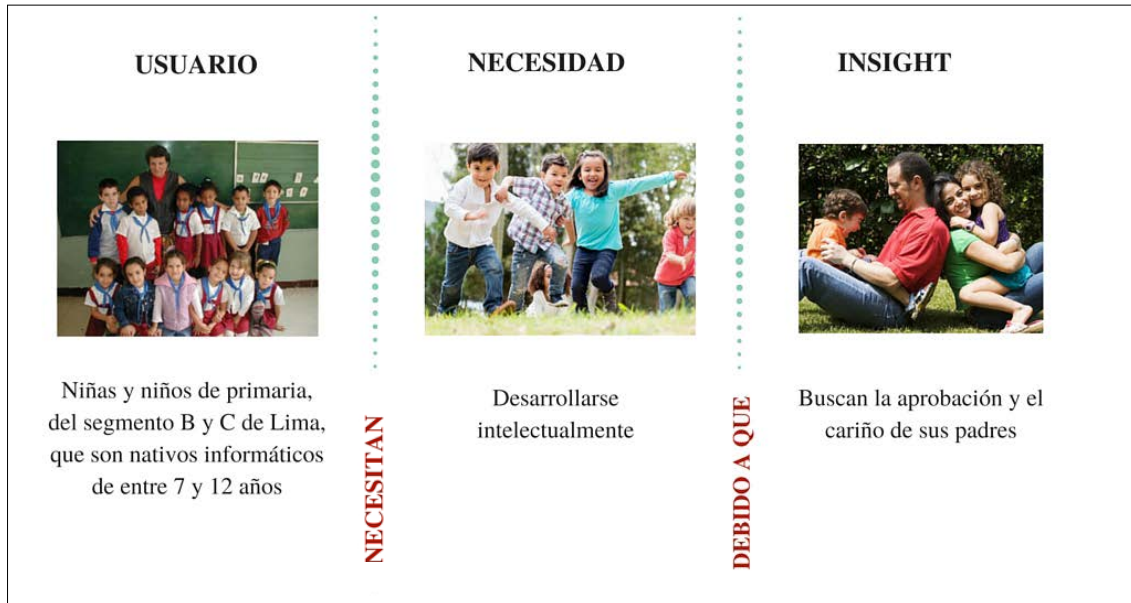 USUARIO
Niñas y niños de primaria,
del segmento B y C de Lima,
que son nativos informáticos
de entre 7 y 12 años
NECESITAN
NECESIDAD
Desarrollarse
intelectualmente
DEBIDO A QUE
INSIGHT
Buscan la aprobación y el
cariño de sus padres